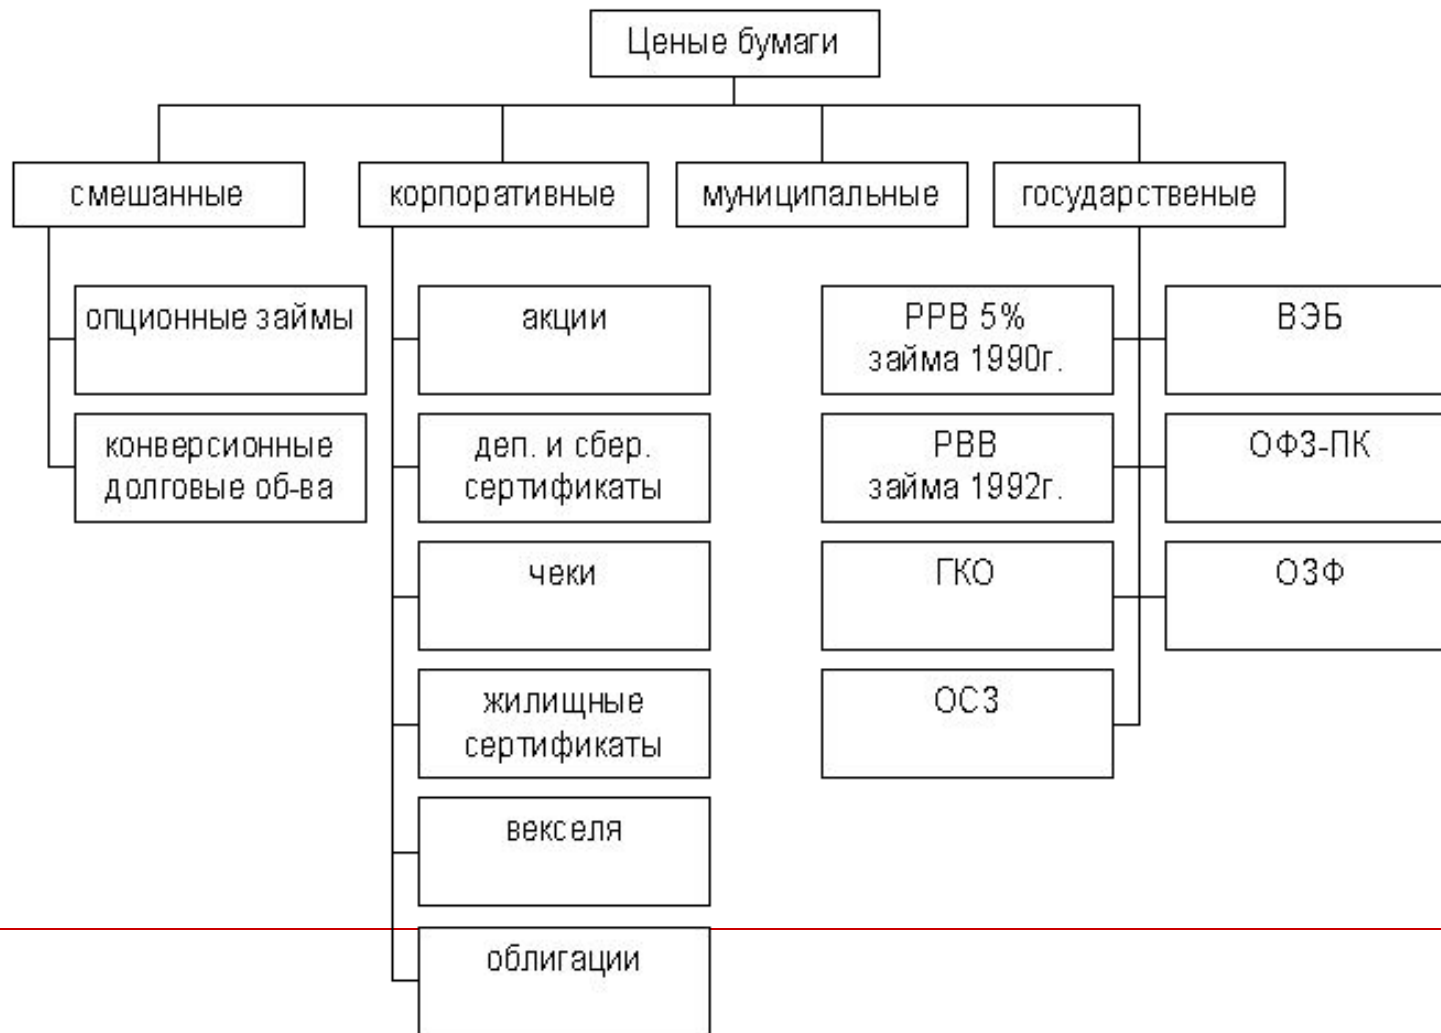 Ценые бумаги
смешанные
корпоративные
муниципальные
государственые
опционные займы
конверсионные
долговые об-ва
акции
деп. и сбер.
сертификаты
чеки
жилищные
сертификаты
векселя
облигации
РРВ 5%
займа 1990г.
РВВ
займа 1992г.
ГКО
ОСЗ
ВЭБ
ОФЗ-ПК
ОЗФ